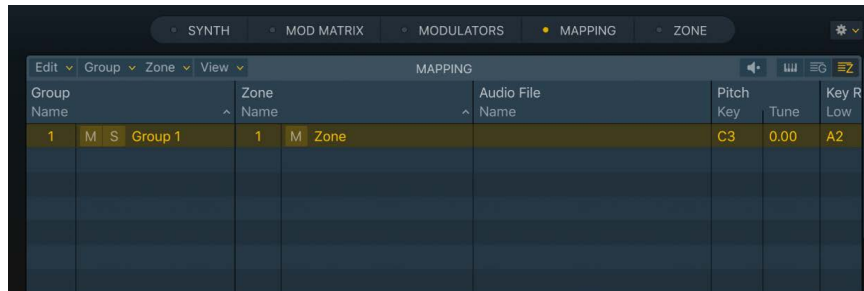 SYNTH MOD MATRIX MODULATORS MAPPING ZONE
Edit Group Zone View MAPPING G Z
Group Zone Audio File Pitch Key R
Name Name Name Key Tune Low
1 M S Group 1 1 M Zone C3 0.00 A2